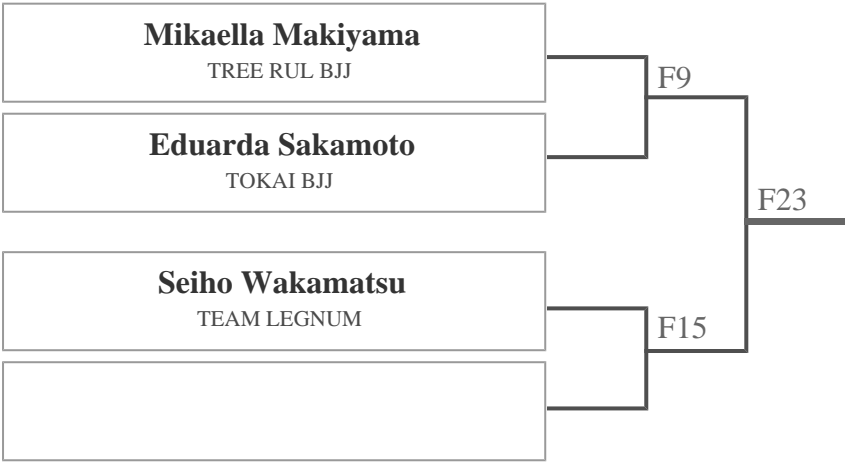 Mikaella Makiyama
TREE RUL BJJ
F9
Eduarda Sakamoto
TOKAI BJJ
F23
Seiho Wakamatsu
TEAM LEGNUM
F15